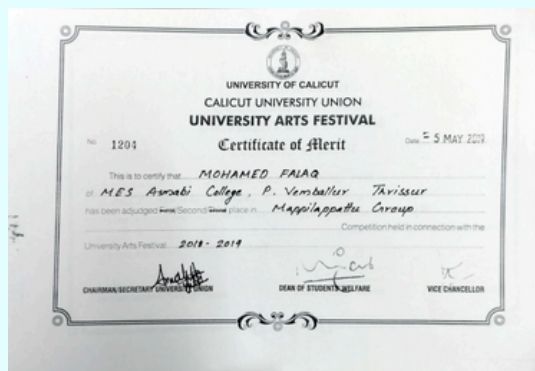 UNIVERSITY OF CALICUT
CALICUT UNIVERSITY UNION
UNIVERSITY ARTS FESTIVAL
No. 1204 Certificate of Merit Date 5 MAY
This is to certify that MOHAMED FALAQ
of MES Asmabi College, P. Vemballur Thrissur
has been adjudged First/Second/Third place in Mappilappattu Group
Competition held in connection with the
University Arts Festival 2018 - 2019
CHAIRMAN/SECRETARY UNIVERSITY UNION DEAN OF STUDENTS WELFARE VICE CHANCELLOR